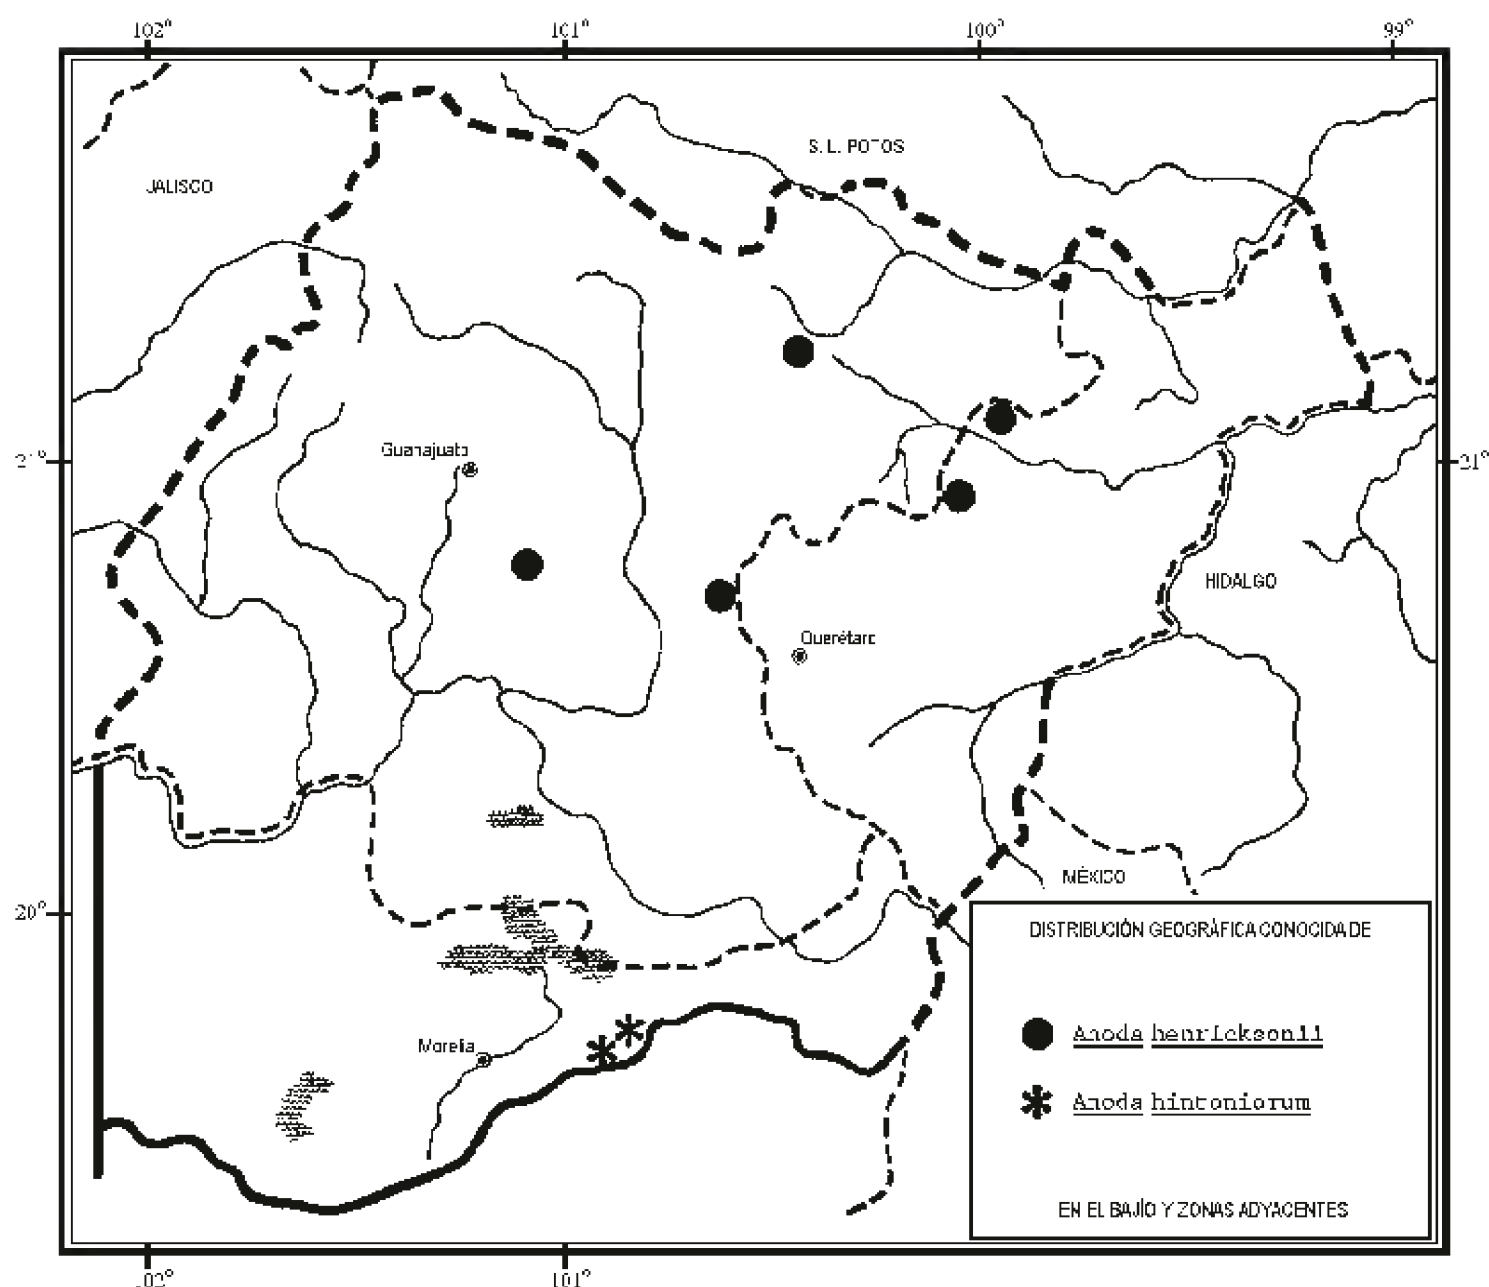 102°
101°
100°
99°
S. L. POTOS
JALISCO
Guanajuato
21°
21°
HIDALGO
Querétaro
MÉXICO
20°
DISTRIBUCIÓN GEOGRÁFICA CONOCIDA DE
Anoda henricksonii
Morelia
Anoda hintoniorum
EN EL BAJÍO Y ZONAS ADYACENTES
102°
101°